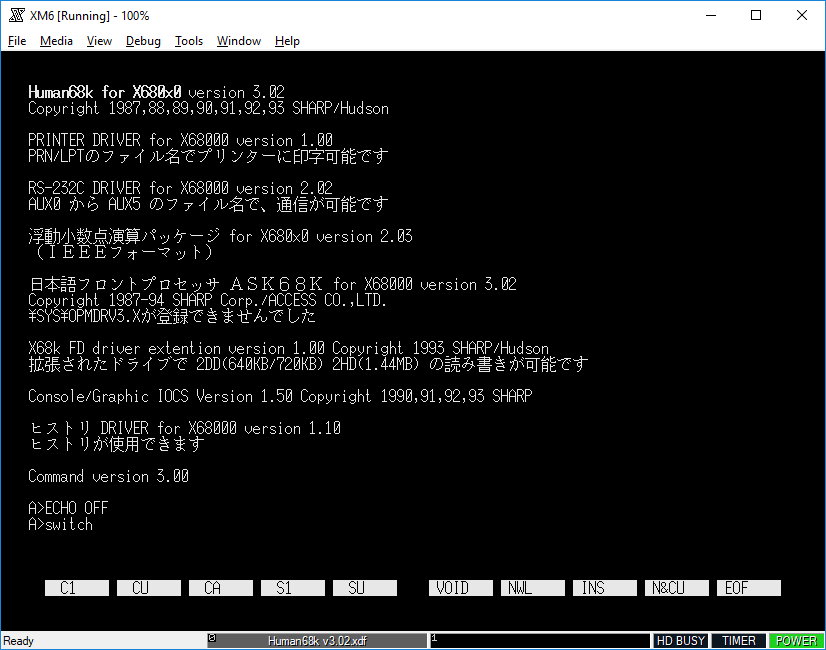 XM6 [Running] - 100%
File Media View Debug Tools Window Help
Human68k for X680x0 version 3.02
Copyright 1987,88,89,90,91,92,93 SHARP/Hudson
PRINTER DRIVER for X68000 version 1.00
PRN/LPTのファイル名でプリンターに印字可能です
RS-232C DRIVER for X68000 version 2.02
AUX0 から AUX5 のファイル名で、通信が可能です
浮動小数点演算パッケージ for X680x0 version 2.03
（ＩＥＥＥフォーマット）
日本語フロントプロセッサ ＡＳＫ６８Ｋ for X68000 version 3.02
Copyright 1987-94 SHARP Corp./ACCESS CO.,LTD.
¥SYS¥OPMDRV3.Xが登録できませんでした
X68k FD driver extention version 1.00 Copyright 1993 SHARP/Hudson
拡張されたドライブで 2DD(640KB/720KB) 2HD(1.44MB) の読み書きが可能です
Console/Graphic IOCS Version 1.50 Copyright 1990,91,92,93 SHARP
ヒストリ DRIVER for X68000 version 1.10
ヒストリが使用できます
Command version 3.00
A>ECHO OFF
A>switch
C1 CU CA S1 SU VOID NWL INS N&CU EOF
Ready 0 Human68k v3.02.xdf 1 HD BUSY TIMER POWER